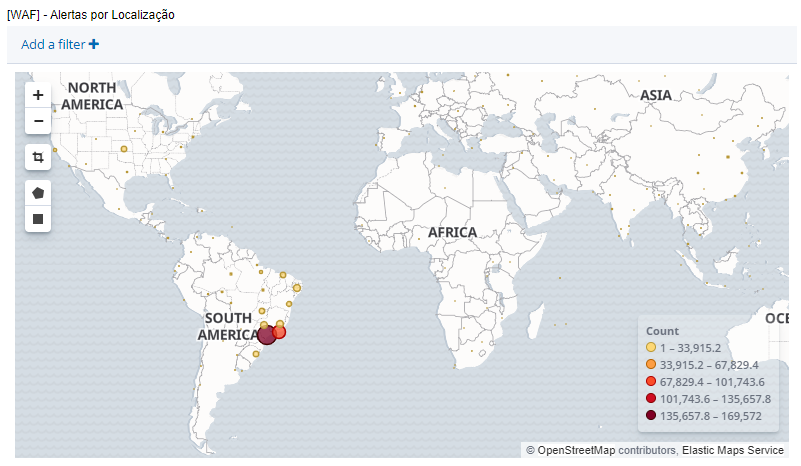 [WAF] - Alertas por Localização
Add a filter +
+
−
NORTH
AMERICA
ASIA
AFRICA
SOUTH
AMERICA
OCE
Count
1 – 33,915.2
33,915.2 – 67,829.4
67,829.4 – 101,743.6
101,743.6 – 135,657.8
135,657.8 – 169,572
© OpenStreetMap contributors, Elastic Maps Service